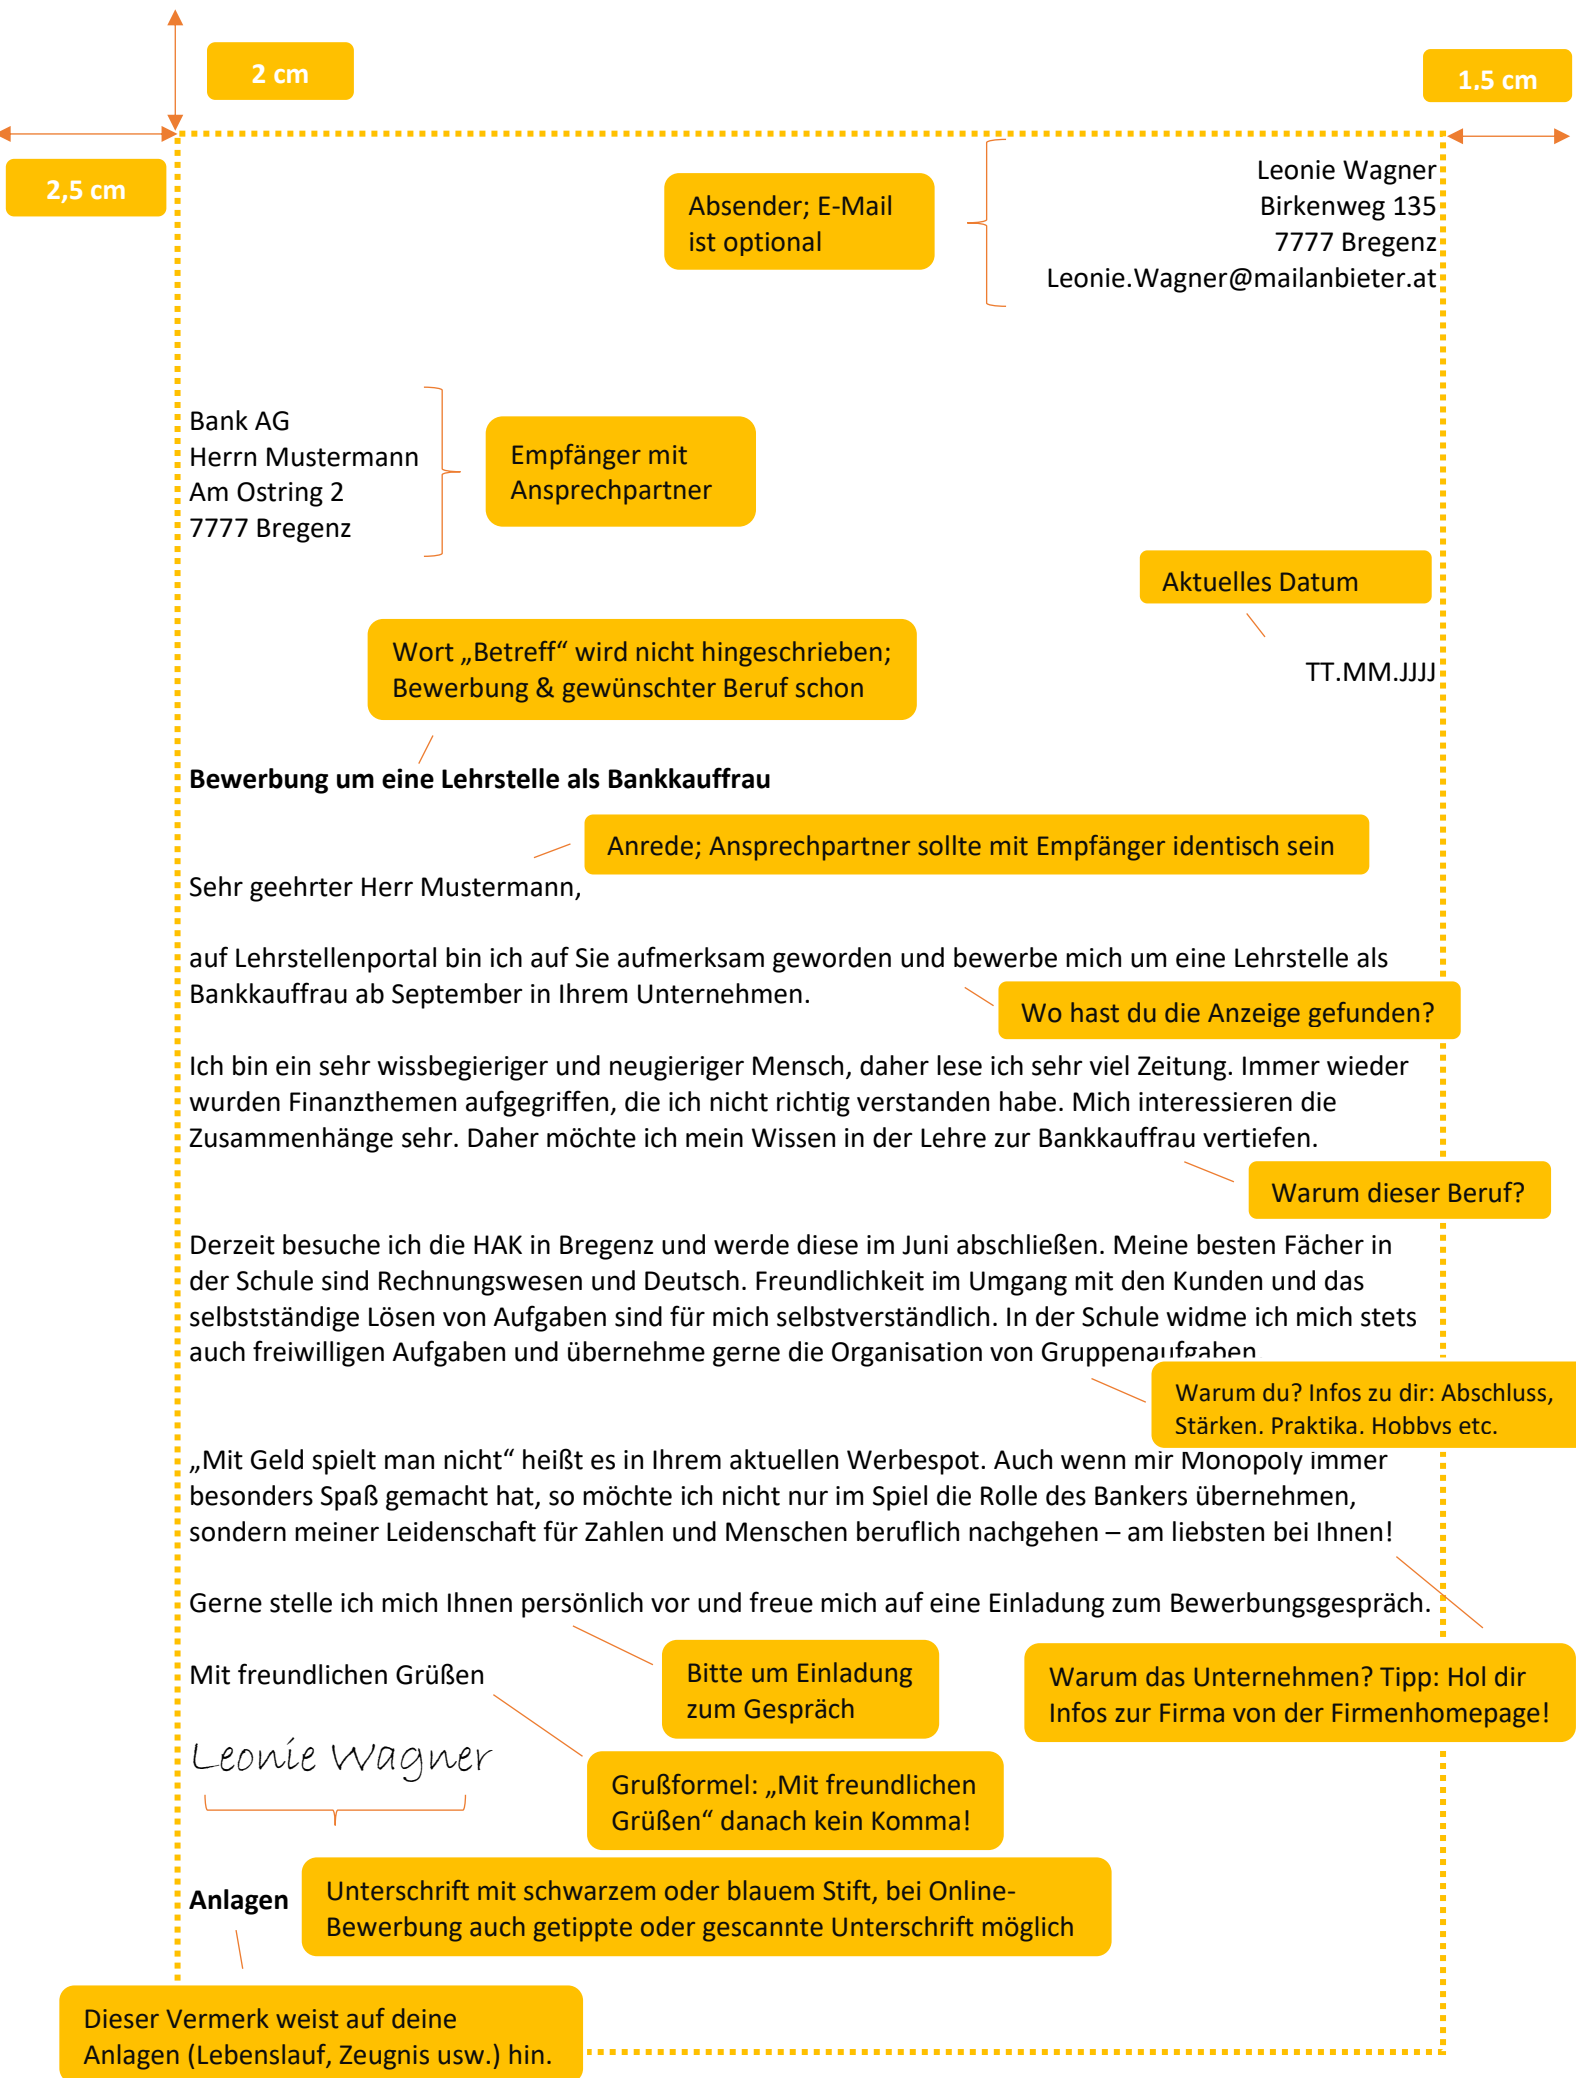 2 cm
1,5 cm
2,5 cm
Absender; E-Mail
ist optional
Leonie Wagner
Birkenweg 135
7777 Bregenz
Leonie.Wagner@mailanbieter.at
Bank AG
Herrn Mustermann
Am Ostring 2
7777 Bregenz
Empfänger mit
Ansprechpartner
Aktuelles Datum
TT.MM.JJJJ
Wort „Betreff“ wird nicht hingeschrieben;
Bewerbung & gewünschter Beruf schon
Bewerbung um eine Lehrstelle als Bankkauffrau
Anrede; Ansprechpartner sollte mit Empfänger identisch sein
Sehr geehrter Herr Mustermann,
auf Lehrstellenportal bin ich auf Sie aufmerksam geworden und bewerbe mich um eine Lehrstelle als
Bankkauffrau ab September in Ihrem Unternehmen.
Wo hast du die Anzeige gefunden?
Ich bin ein sehr wissbegieriger und neugieriger Mensch, daher lese ich sehr viel Zeitung. Immer wieder
wurden Finanzthemen aufgegriffen, die ich nicht richtig verstanden habe. Mich interessieren die
Zusammenhänge sehr. Daher möchte ich mein Wissen in der Lehre zur Bankkauffrau vertiefen.
Warum dieser Beruf?
Derzeit besuche ich die HAK in Bregenz und werde diese im Juni abschließen. Meine besten Fächer in
der Schule sind Rechnungswesen und Deutsch. Freundlichkeit im Umgang mit den Kunden und das
selbstständige Lösen von Aufgaben sind für mich selbstverständlich. In der Schule widme ich mich stets
auch freiwilligen Aufgaben und übernehme gerne die Organisation von Gruppenaufgaben.
Warum du? Infos zu dir: Abschluss,
Stärken, Praktika, Hobbys etc.
„Mit Geld spielt man nicht“ heißt es in Ihrem aktuellen Werbespot. Auch wenn mir Monopoly immer
besonders Spaß gemacht hat, so möchte ich nicht nur im Spiel die Rolle des Bankers übernehmen,
sondern meiner Leidenschaft für Zahlen und Menschen beruflich nachgehen – am liebsten bei Ihnen!
Gerne stelle ich mich Ihnen persönlich vor und freue mich auf eine Einladung zum Bewerbungsgespräch.
Mit freundlichen Grüßen
Bitte um Einladung
zum Gespräch
Warum das Unternehmen? Tipp: Hol dir
Infos zur Firma von der Firmenhomepage!
Leonie Wagner
Grußformel: „Mit freundlichen
Grüßen“ danach kein Komma!
Anlagen
Unterschrift mit schwarzem oder blauem Stift, bei Online-
Bewerbung auch getippte oder gescannte Unterschrift möglich
Dieser Vermerk weist auf deine
Anlagen (Lebenslauf, Zeugnis usw.) hin.